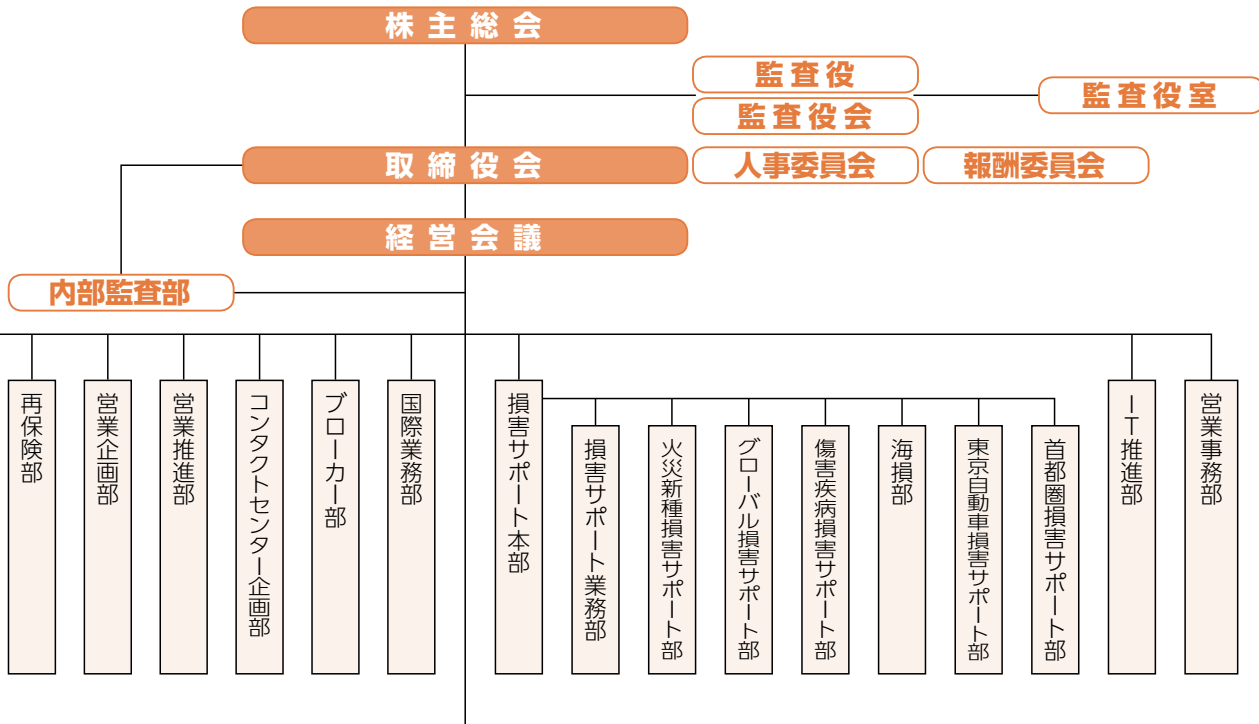 株主総会
監査役
監査役会
監査役室
取締役会
人事委員会
報酬委員会
経営会議
内部監査部
再保険部
営業企画部
営業推進部
コンタクトセンター企画部
ブローカー部
国際業務部
損害サポート本部
損害サポート業務部
火災新種損害サポート部
グローバル損害サポート部
傷害疾病損害サポート部
海損部
東京自動車損害サポート部
首都圏損害サポート部
IT推進部
営業事務部